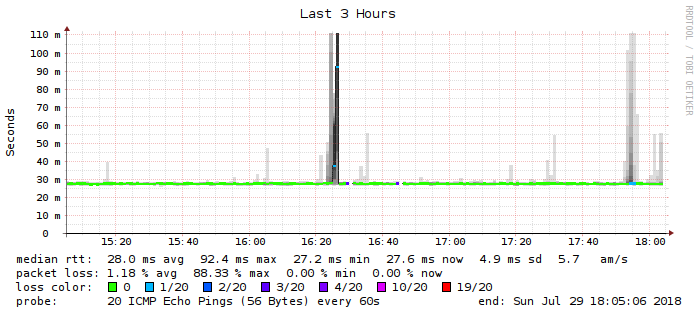 Last 3 Hours
RRDTOOL / TOBI OETIKER
Seconds
110 m
100 m
90 m
80 m
70 m
60 m
50 m
40 m
30 m
20 m
10 m
0
15:20 15:40 16:00 16:20 16:40 17:00 17:20 17:40 18:00
median rtt: 28.0 ms avg 92.4 ms max 27.2 ms min 27.6 ms now 4.9 ms sd 5.7 am/s
packet loss: 1.18 % avg 88.33 % max 0.00 % min 0.00 % now
loss color: 0 1/20 2/20 3/20 4/20 10/20 19/20
probe: 20 ICMP Echo Pings (56 Bytes) every 60s end: Sun Jul 29 18:05:06 2018